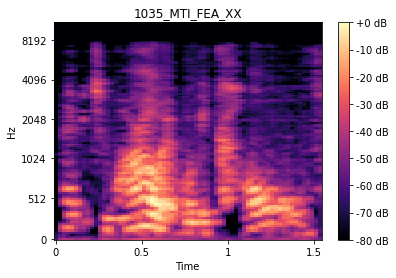 1035_MTI_FEA_XX
+0 dB
8192
-10 dB
4096
-20 dB
-30 dB
2048
Hz
-40 dB
1024
-50 dB
512
-60 dB
-70 dB
0
-80 dB
0 0.5 1 1.5
Time